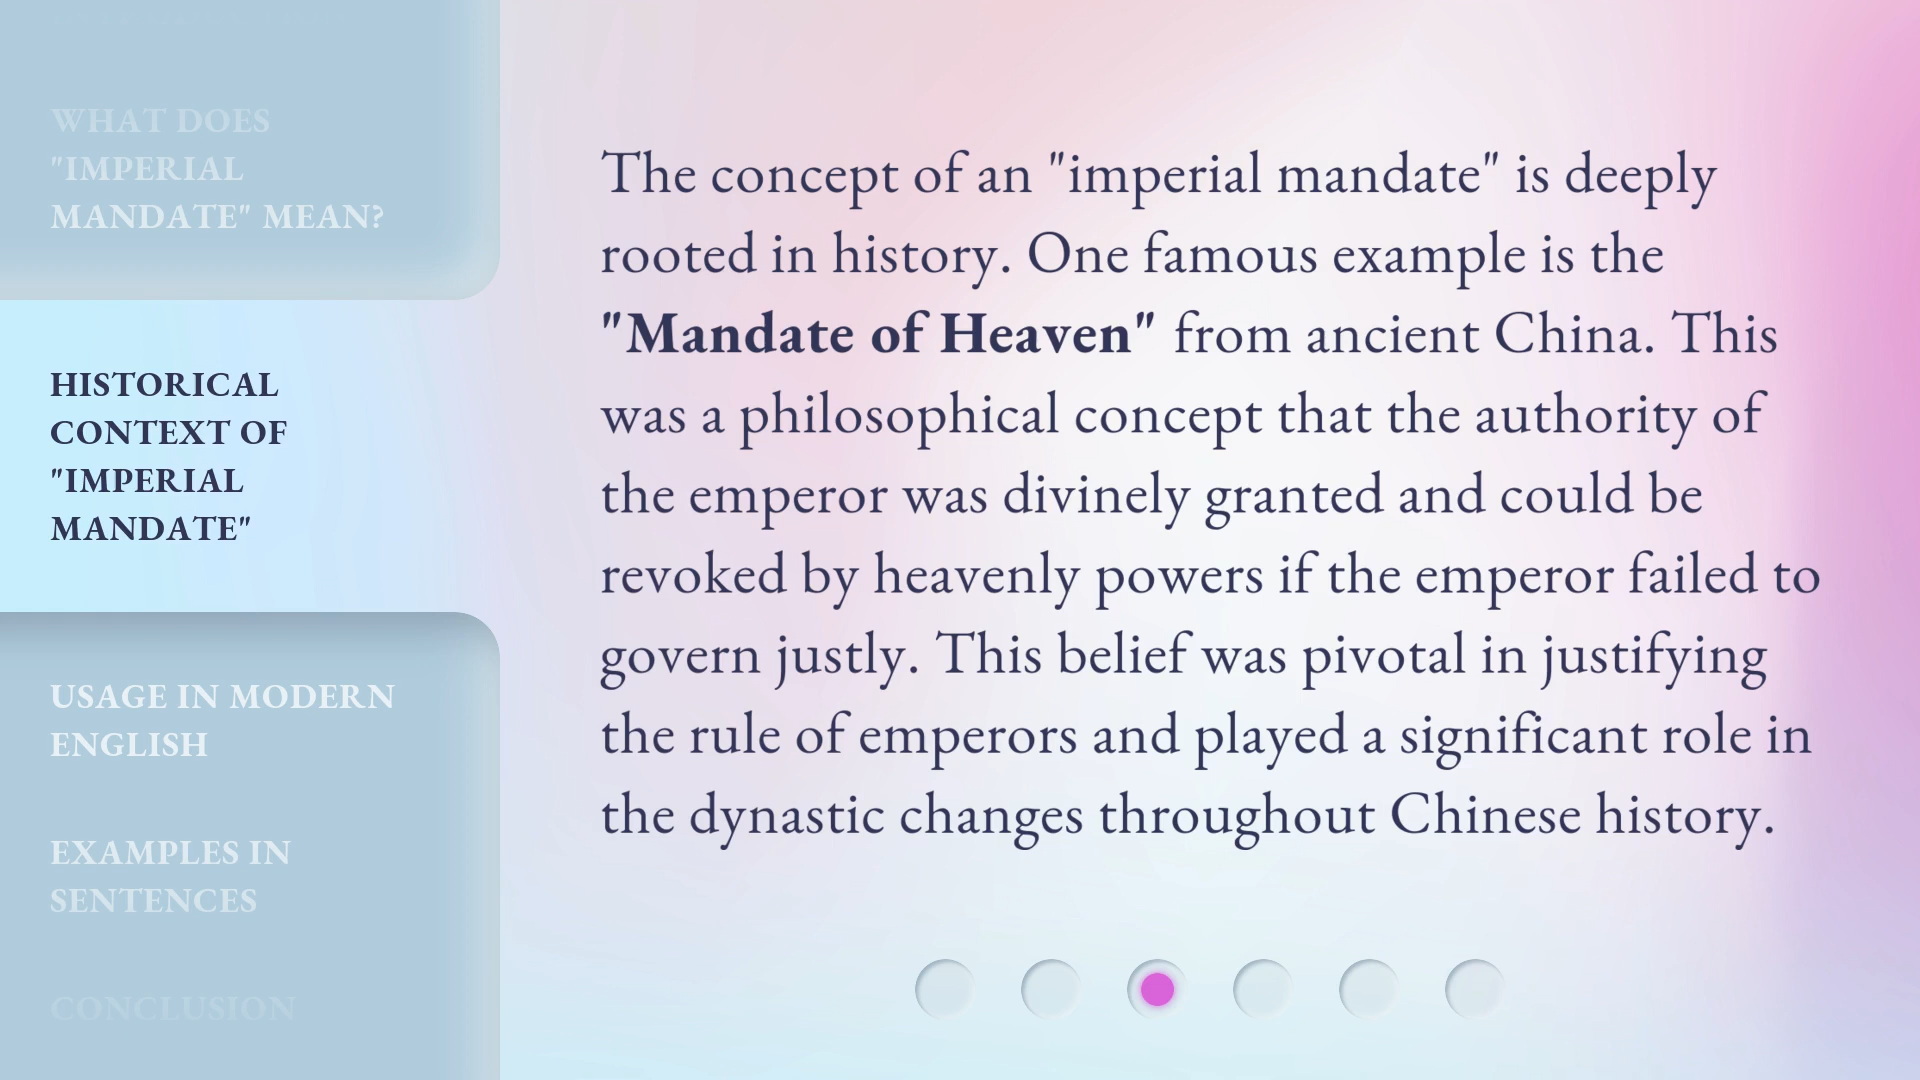 WHAT DOES
"IMPERIAL
MANDATE" MEAN?
HISTORICAL
CONTEXT OF
"IMPERIAL
MANDATE"
USAGE IN MODERN
ENGLISH
EXAMPLES IN
SENTENCES
CONCLUSION
The concept of an "imperial mandate" is deeply
rooted in history. One famous example is the
"Mandate of Heaven" from ancient China. This
was a philosophical concept that the authority of
the emperor was divinely granted and could be
revoked by heavenly powers if the emperor failed to
govern justly. This belief was pivotal in justifying
the rule of emperors and played a significant role in
the dynastic changes throughout Chinese history.